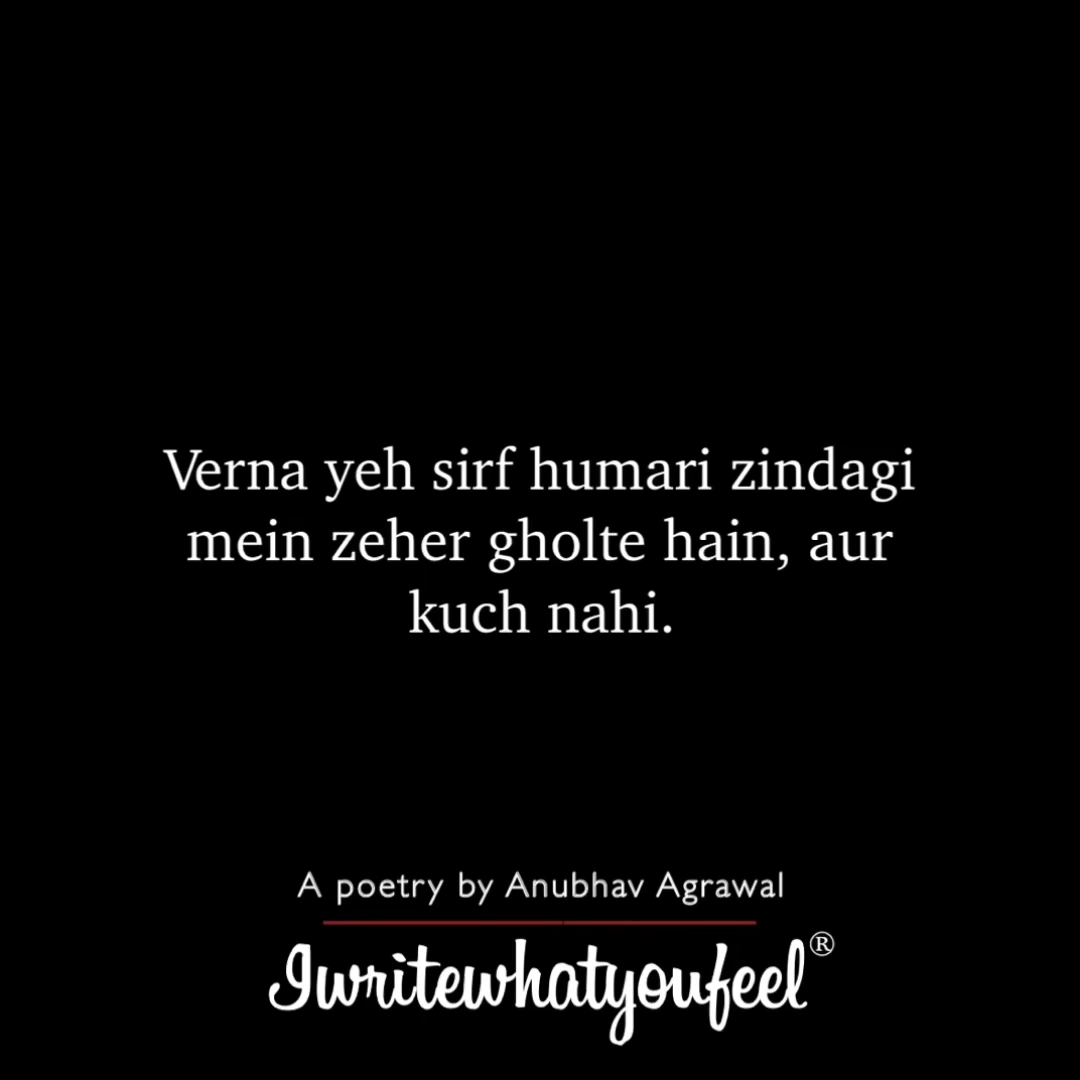 Verna yeh sirf humari zindagi
mein zeher gholte hain, aur
kuch nahi.
A poetry by Anubhav Agrawal
Iwritewhatyoufeel®